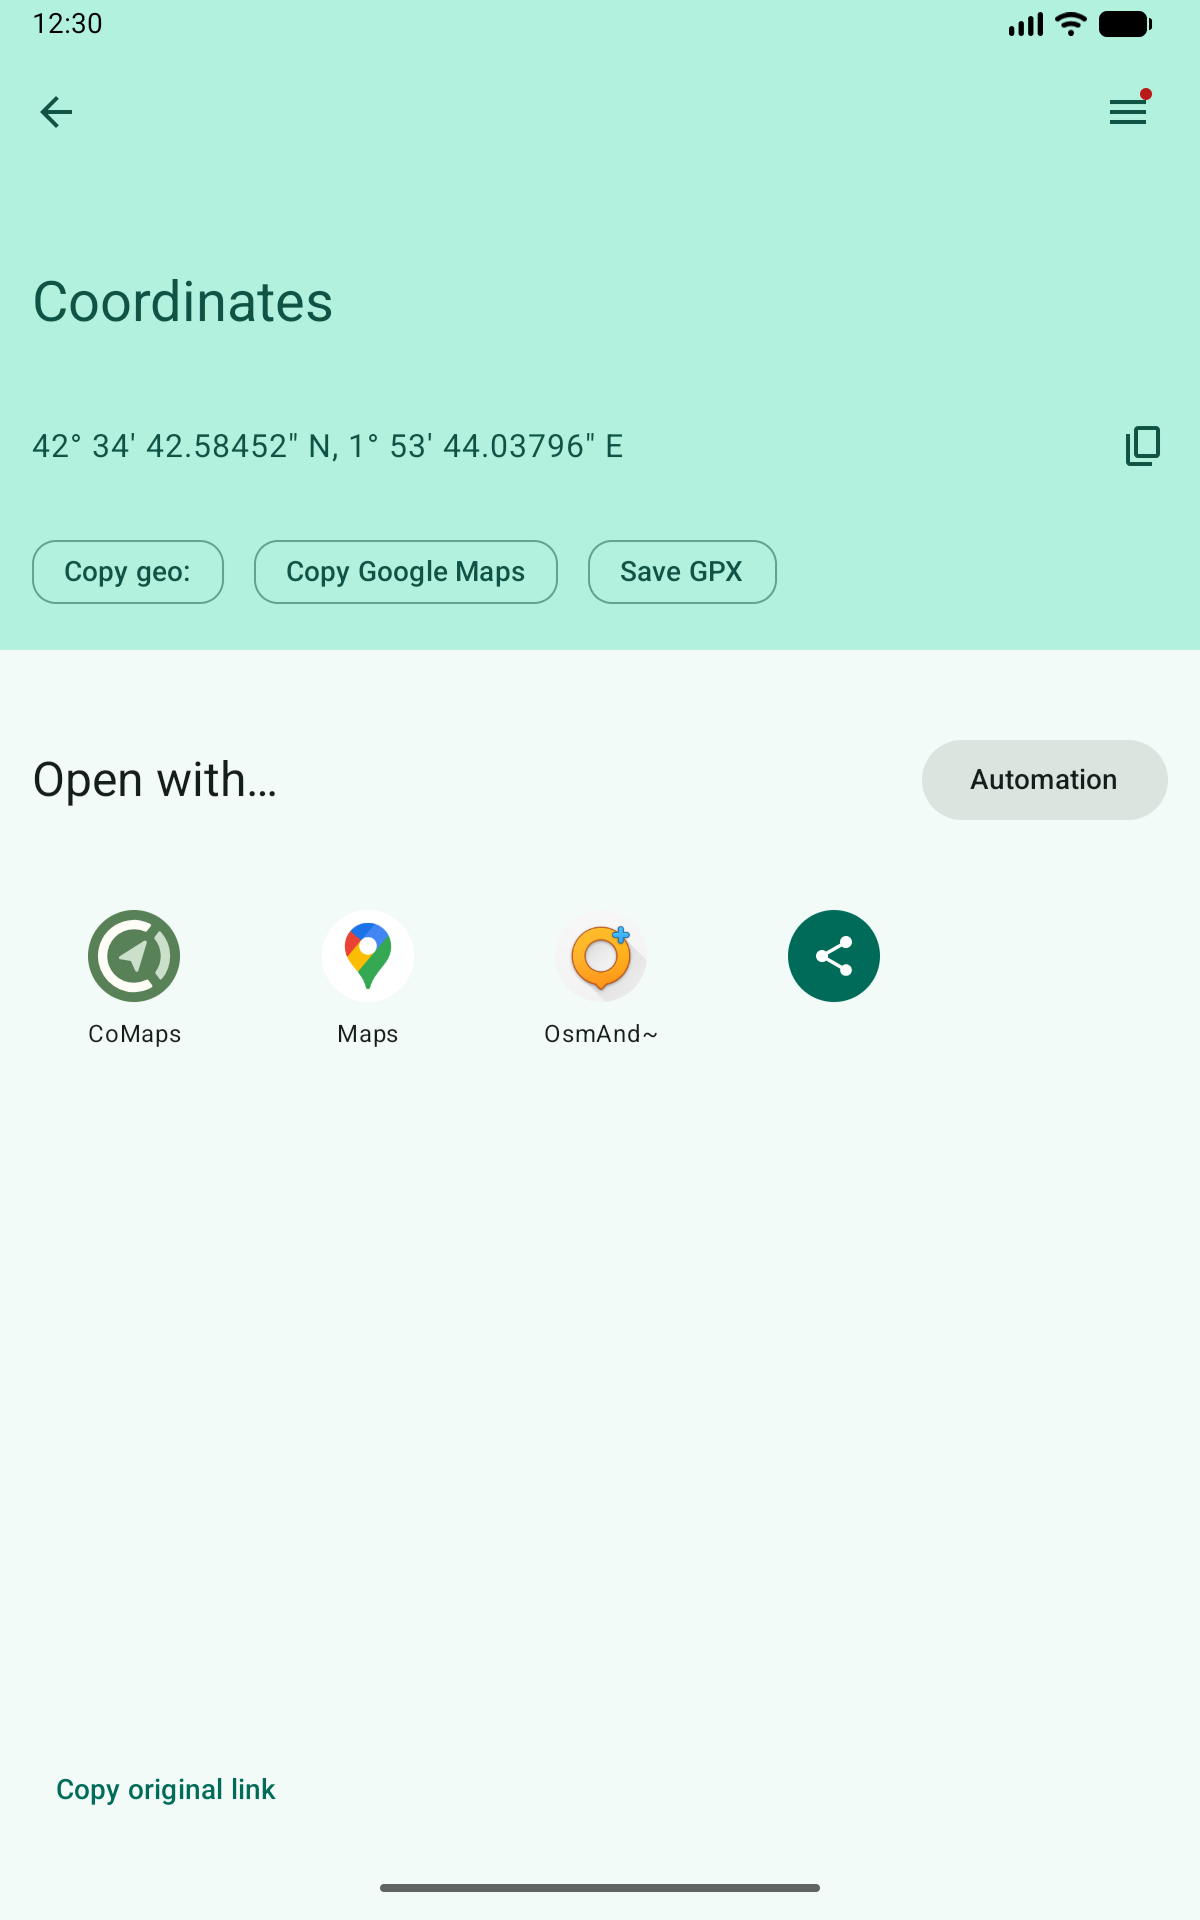 12:30
Coordinates
42° 34' 42.58452" N, 1° 53' 44.03796" E
Copy geo:
Copy Google Maps
Save GPX
Open with…
Automation
CoMaps
Maps
OsmAnd~
Copy original link